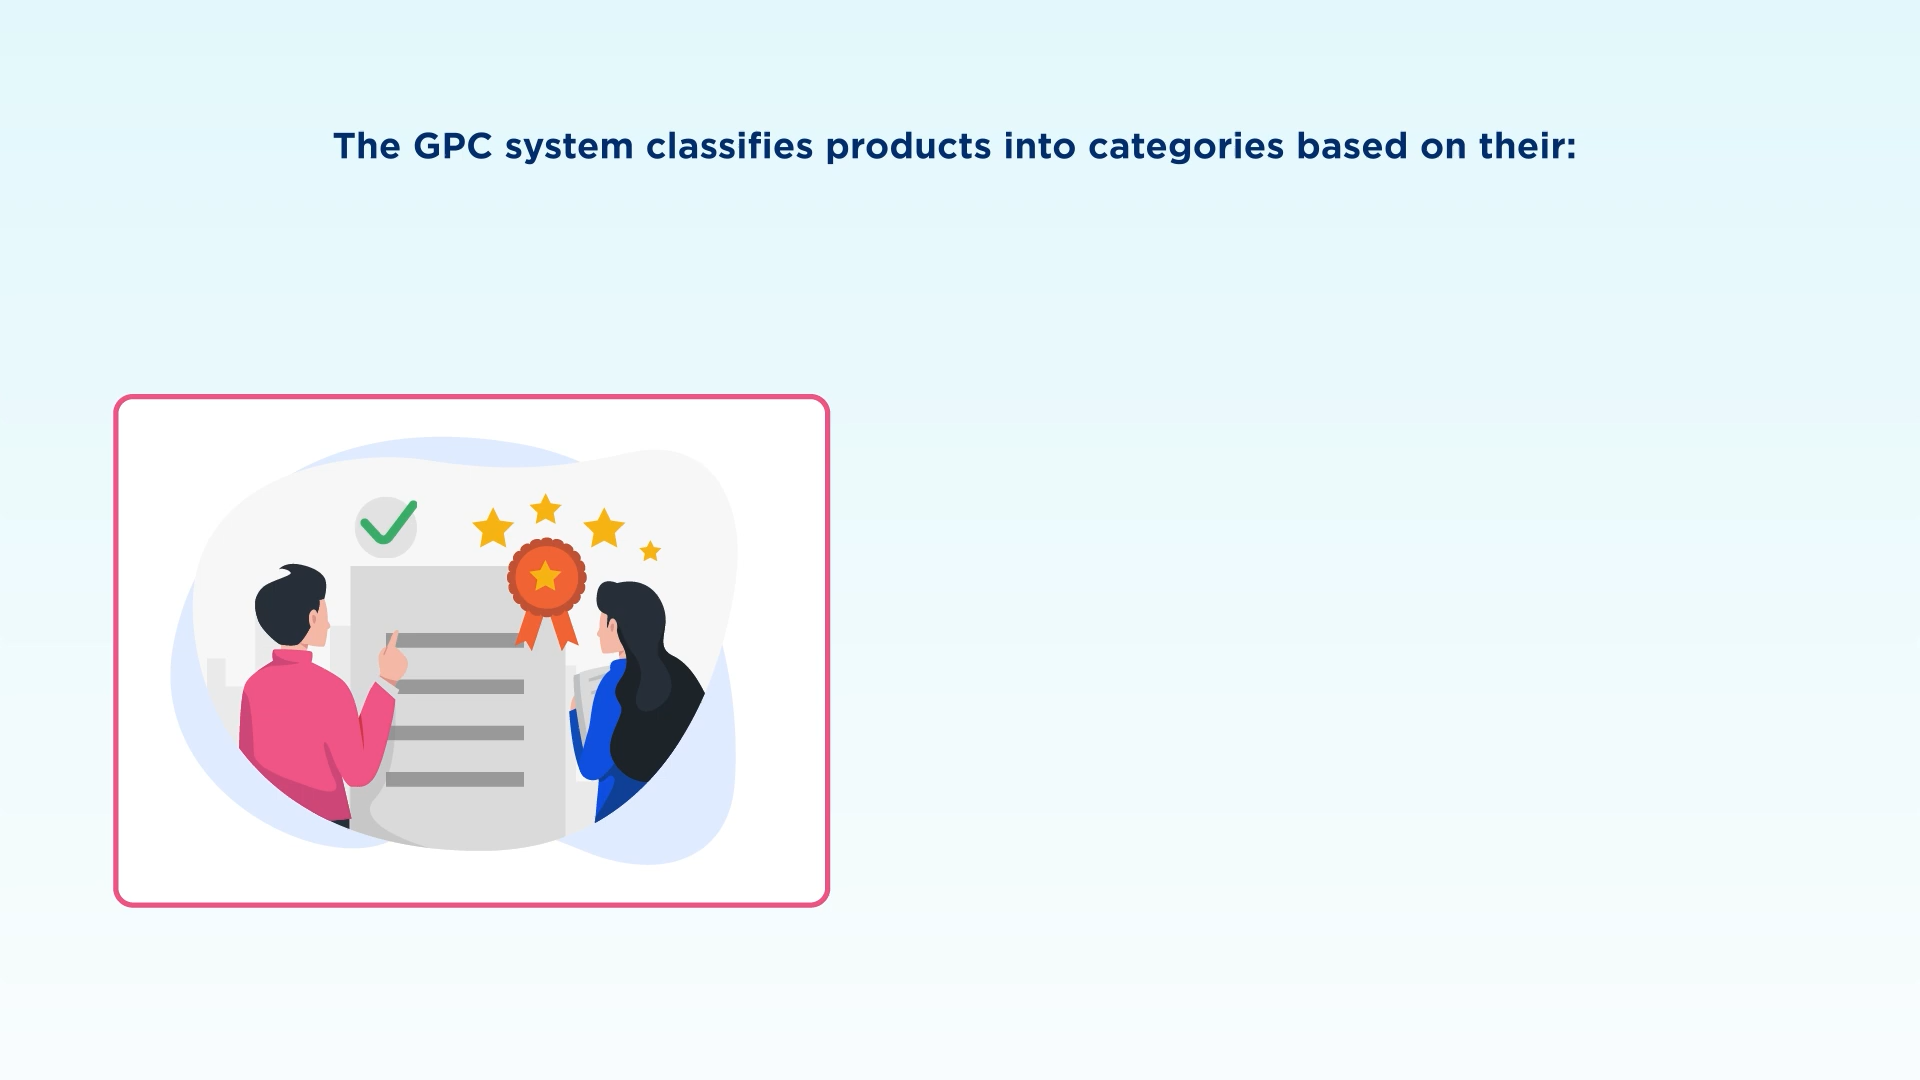 The GPC system classifies products into categories based on their: